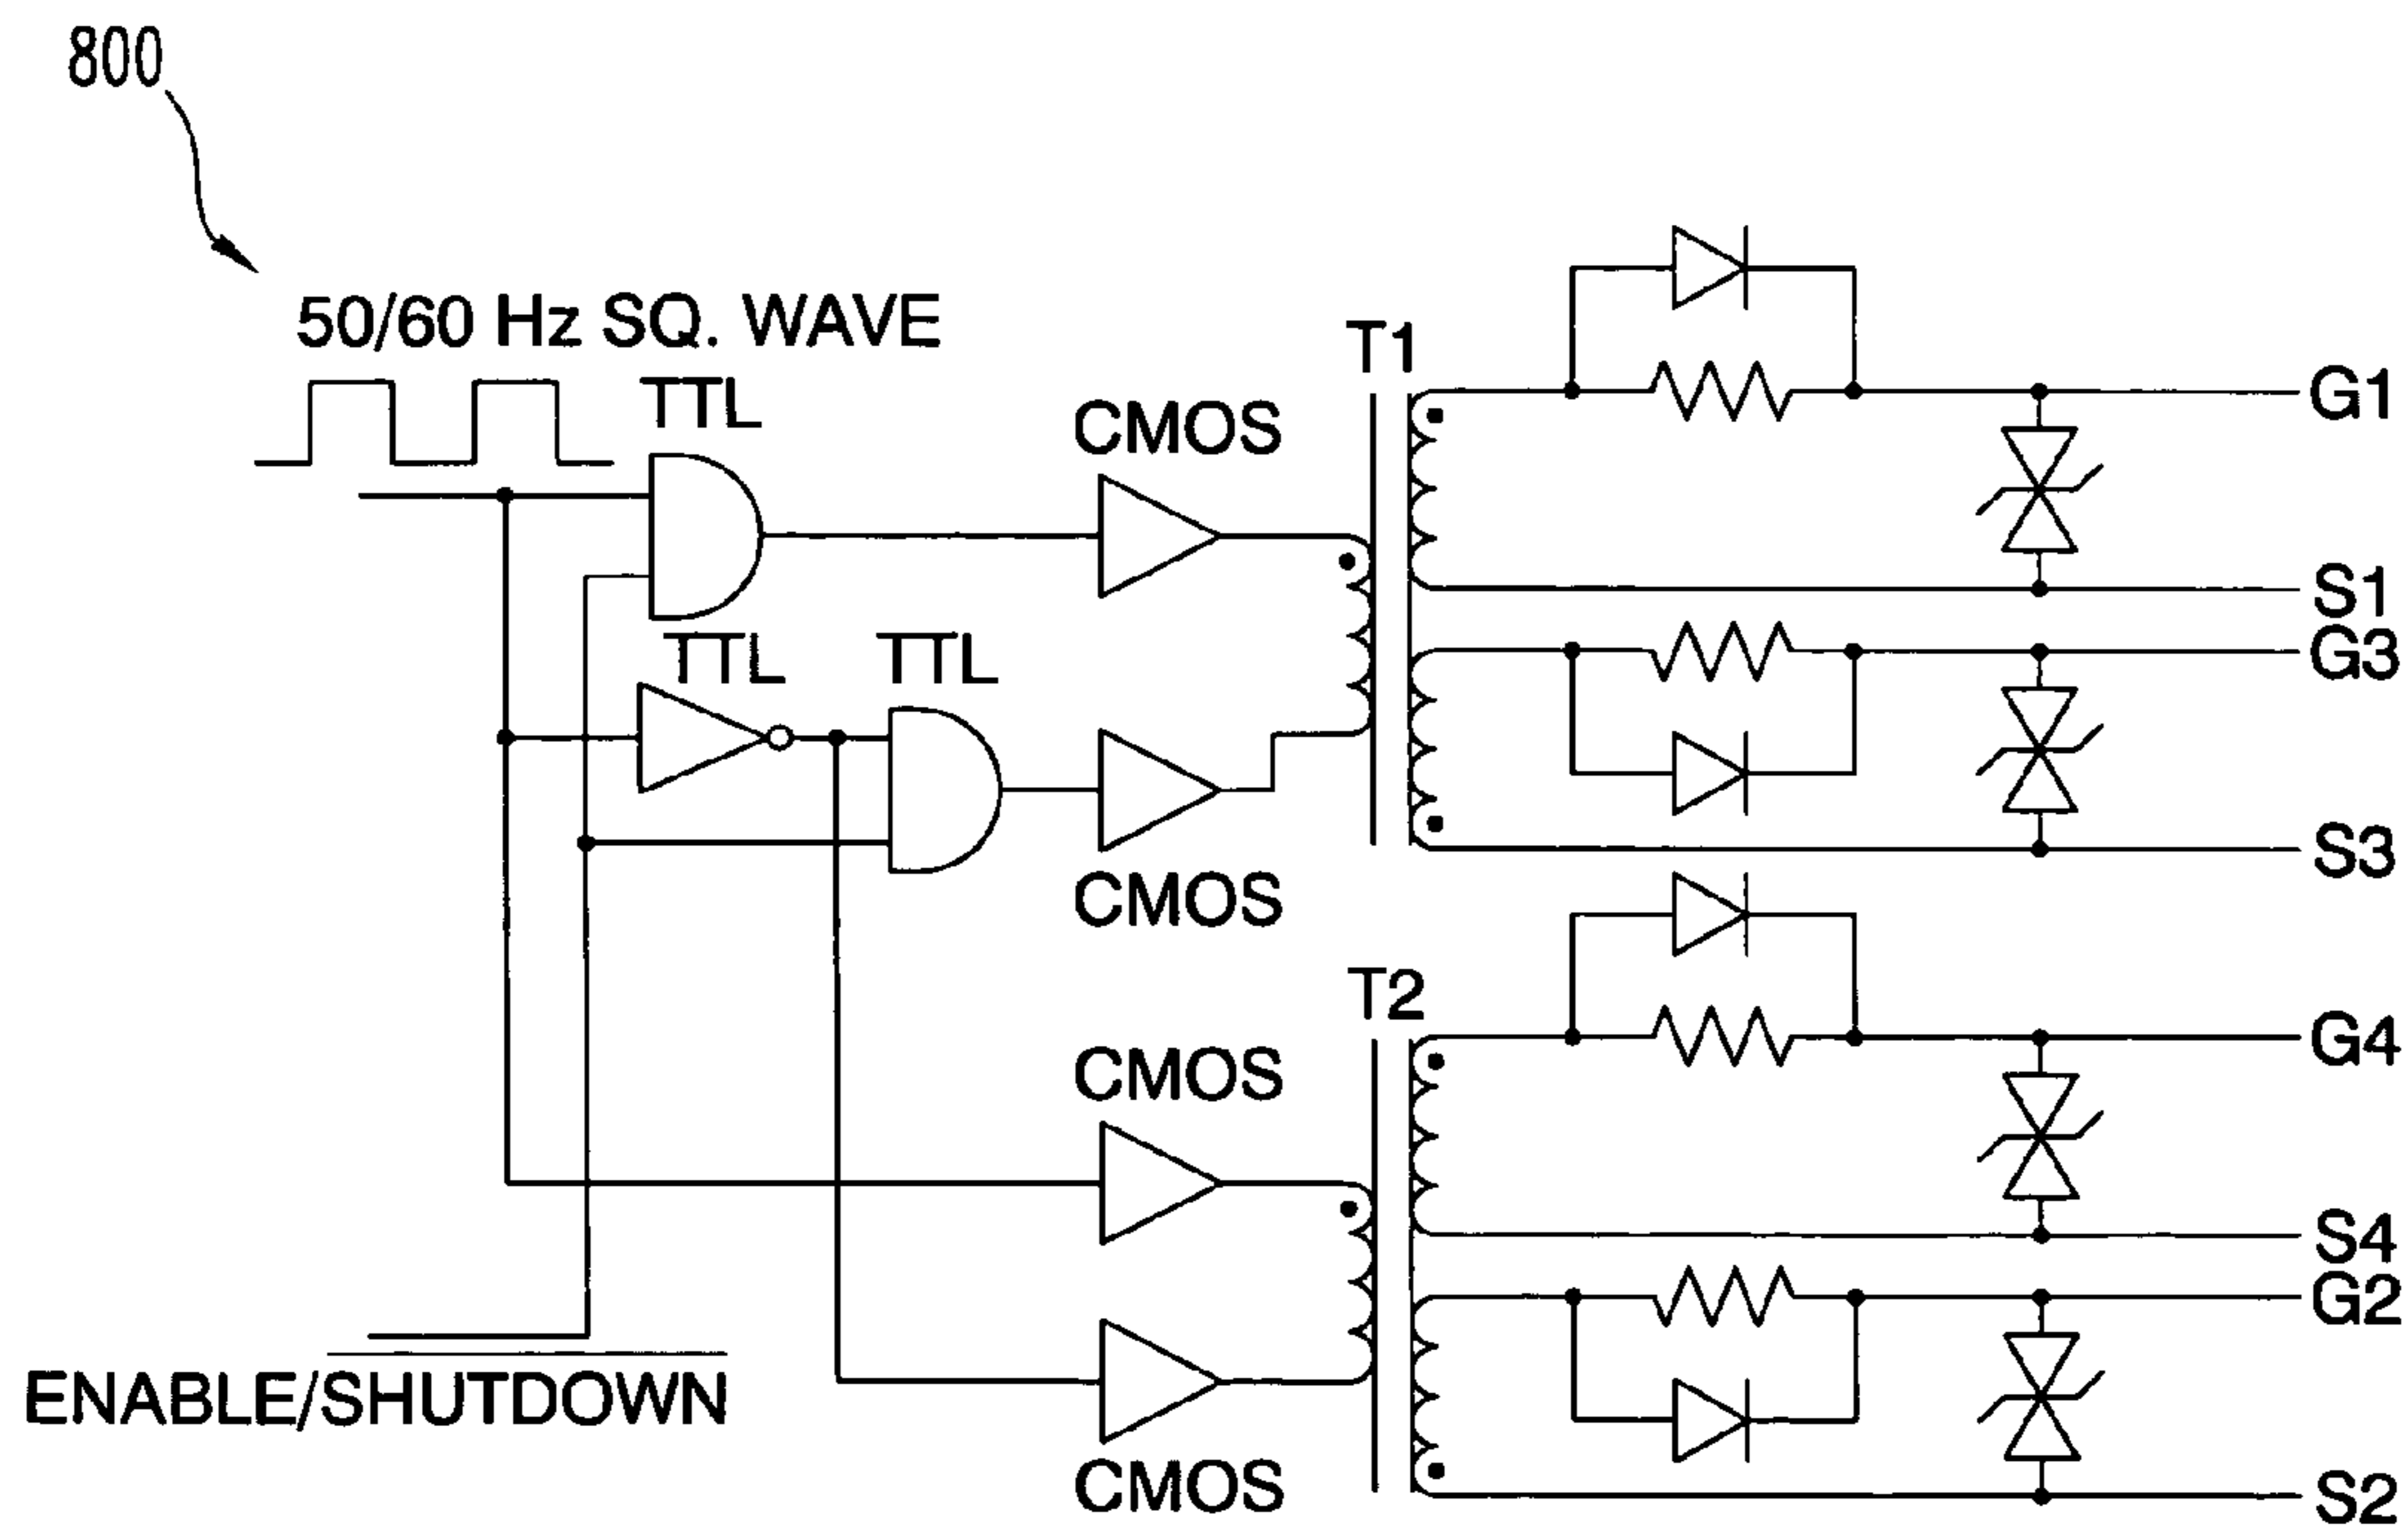 800
50/60 Hz SQ. WAVE
TTL
CMOS
T1
G1
S1
TTL
TTL
G3
CMOS
S3
T2
CMOS
G4
S4
G2
ENABLE/SHUTDOWN
CMOS
S2